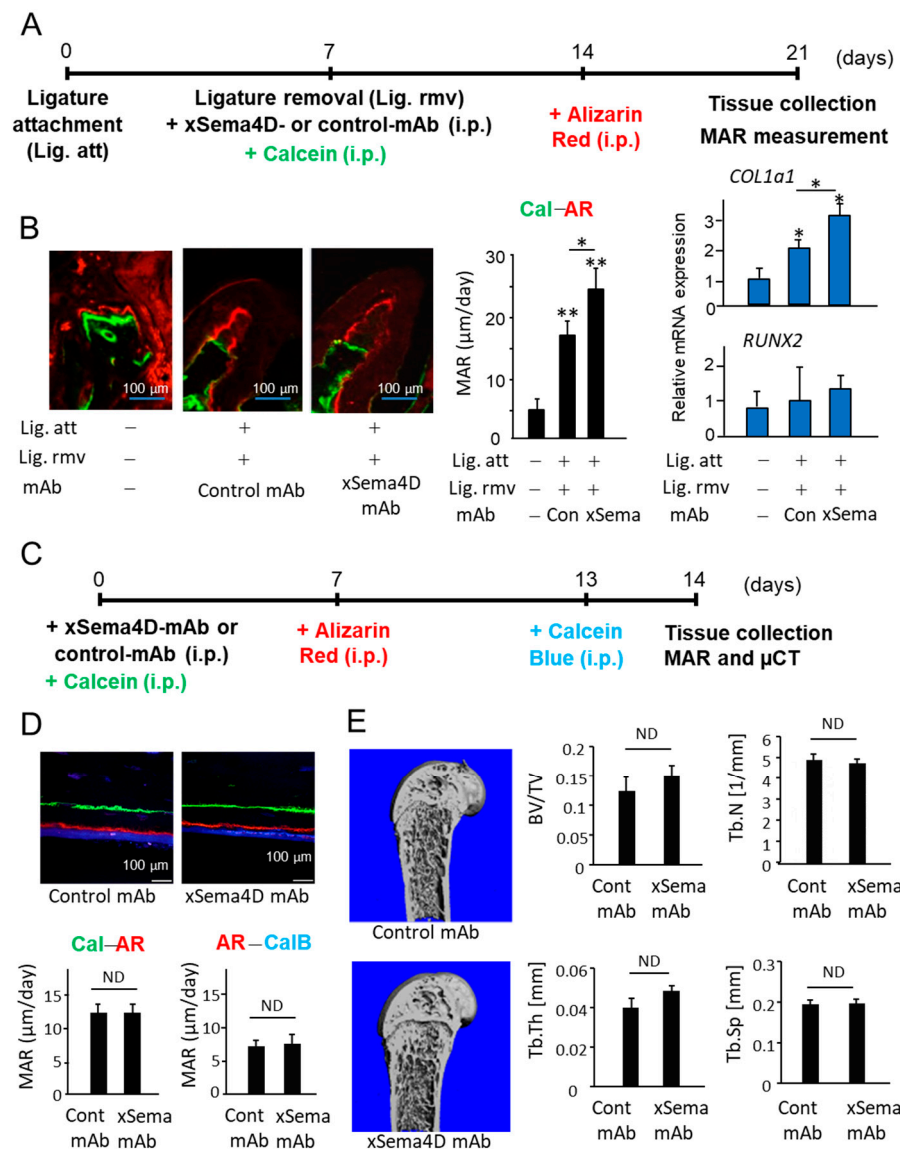 A
0 7 14 21 (days)
Ligature attachment (Lig. att)
Ligature removal (Lig. rmv)
+ xSema4D- or control-mAb (i.p.)
+ Calcein (i.p.)
+ Alizarin
Red (i.p.)
Tissue collection
MAR measurement
B
100 µm 100 µm 100 µm
Lig. att − + +
Lig. rmv − + +
mAb − Control mAb xSema4D mAb
Cal–AR
MAR (µm/day)
30
20
10
0
*
** **
Lig. att − + +
Lig. rmv − + +
mAb − Con xSema
COL1a1
Relative mRNA expression
3
2
1
0
*
* *
RUNX2
2
1
0
Lig. att − + +
Lig. rmv − + +
mAb − Con xSema
C
0 7 13 14 (days)
+ xSema4D-mAb or
control-mAb (i.p.)
+ Calcein (i.p.)
+ Alizarin
Red (i.p.)
+ Calcein
Blue (i.p.)
Tissue collection
MAR and µCT
D
100 µm 100 µm
Control mAb xSema4D mAb
Cal–AR
MAR (µm/day)
15
10
5
0
ND
Cont mAb xSema mAb
AR – CalB
MAR (µm/day)
15
10
5
0
ND
Cont mAb xSema mAb
E
Control mAb
xSema4D mAb
BV/TV
0.2
0.15
0.1
0.05
0
ND
Cont mAb xSema mAb
Tb.N [1/mm]
6
5
4
3
2
1
0
ND
Cont mAb xSema mAb
Tb.Th [mm]
0.06
0.04
0.02
0
ND
Cont mAb xSema mAb
Tb.Sp [mm]
0.3
0.2
0.1
0
ND
Cont mAb xSema mAb